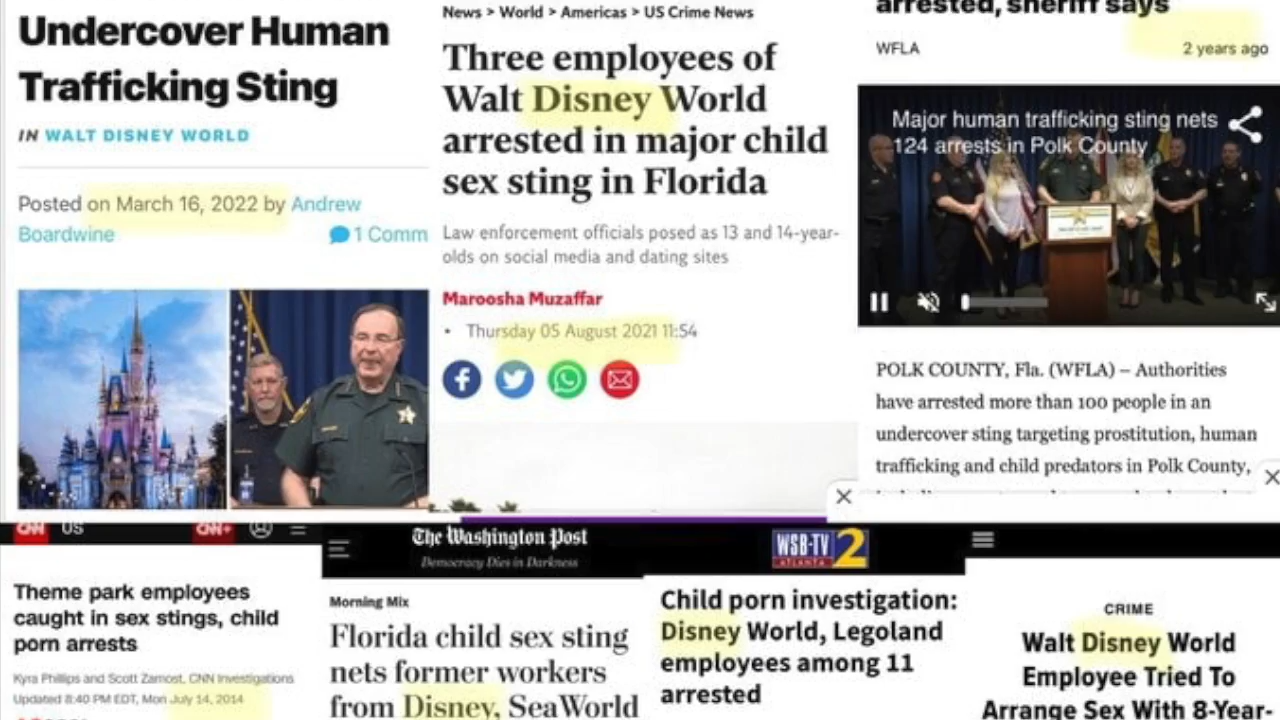 Undercover Human
Trafficking Sting
IN WALT DISNEY WORLD
Posted on March 16, 2022 by Andrew
Boardwine
1 Comm
News > World > Americas > US Crime News
Three employees of
Walt Disney World
arrested in major child
sex sting in Florida
Law enforcement officials posed as 13 and 14-year-
olds on social media and dating sites
Maroosha Muzaffar
• Thursday 05 August 2021 11:54
arrested, sheriff says
WFLA
2 years ago
Major human trafficking sting nets
124 arrests in Polk County
POLK COUNTY, Fla. (WFLA) – Authorities
have arrested more than 100 people in an
undercover sting targeting prostitution, human
trafficking and child predators in Polk County,
CNN US
CNN+
Theme park employees
caught in sex stings, child
porn arrests
Kyra Phillips and Scott Zamost, CNN Investigations
Updated 8:40 PM EDT, Mon July 14, 2014
The Washington Post
Democracy Dies in Darkness
Morning Mix
Florida child sex sting
nets former workers
from Disney, SeaWorld
WSB-TV 2
ATLANTA
Child porn investigation:
Disney World, Legoland
employees among 11
arrested
CRIME
Walt Disney World
Employee Tried To
Arrange Sex With 8-Year-